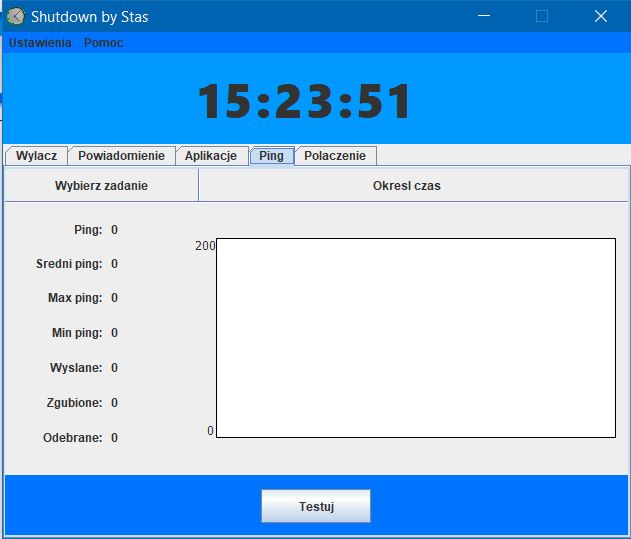 Shutdown by Stas
Ustawienia Pomoc
15:23:51
Wylacz Powiadomienie Aplikacje Ping Polaczenie
Wybierz zadanie Okresl czas
Ping: 0
200
Sredni ping: 0
Max ping: 0
Min ping: 0
Wyslane: 0
Zgubione: 0
0
Odebrane: 0
Testuj